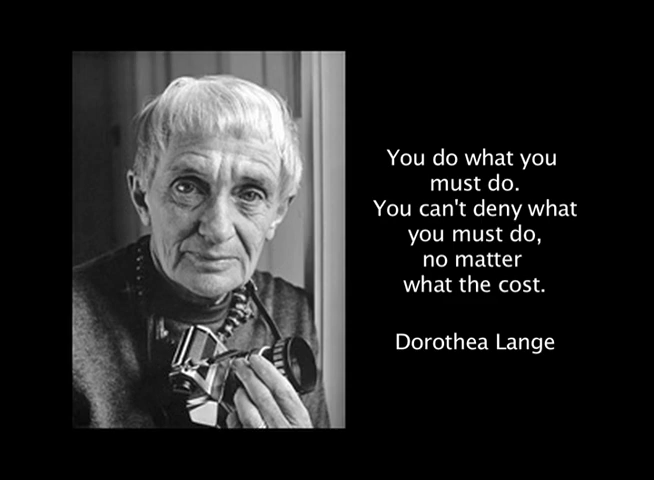 You do what you
must do.
You can't deny what
you must do,
no matter
what the cost.
Dorothea Lange